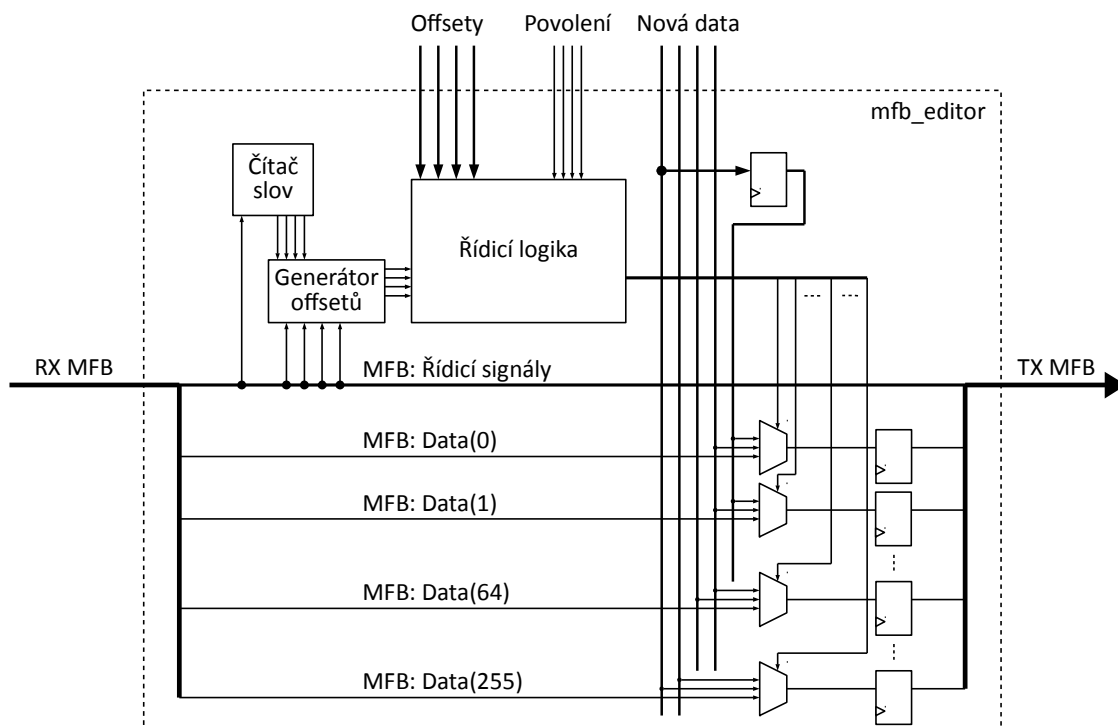 Offsety
Povolení
Nová data
mfb_editor
Čítač
slov
Generátor
offsetů
Řídicí logika
RX MFB
MFB: Řídicí signály
TX MFB
MFB: Data(0)
MFB: Data(1)
MFB: Data(64)
MFB: Data(255)